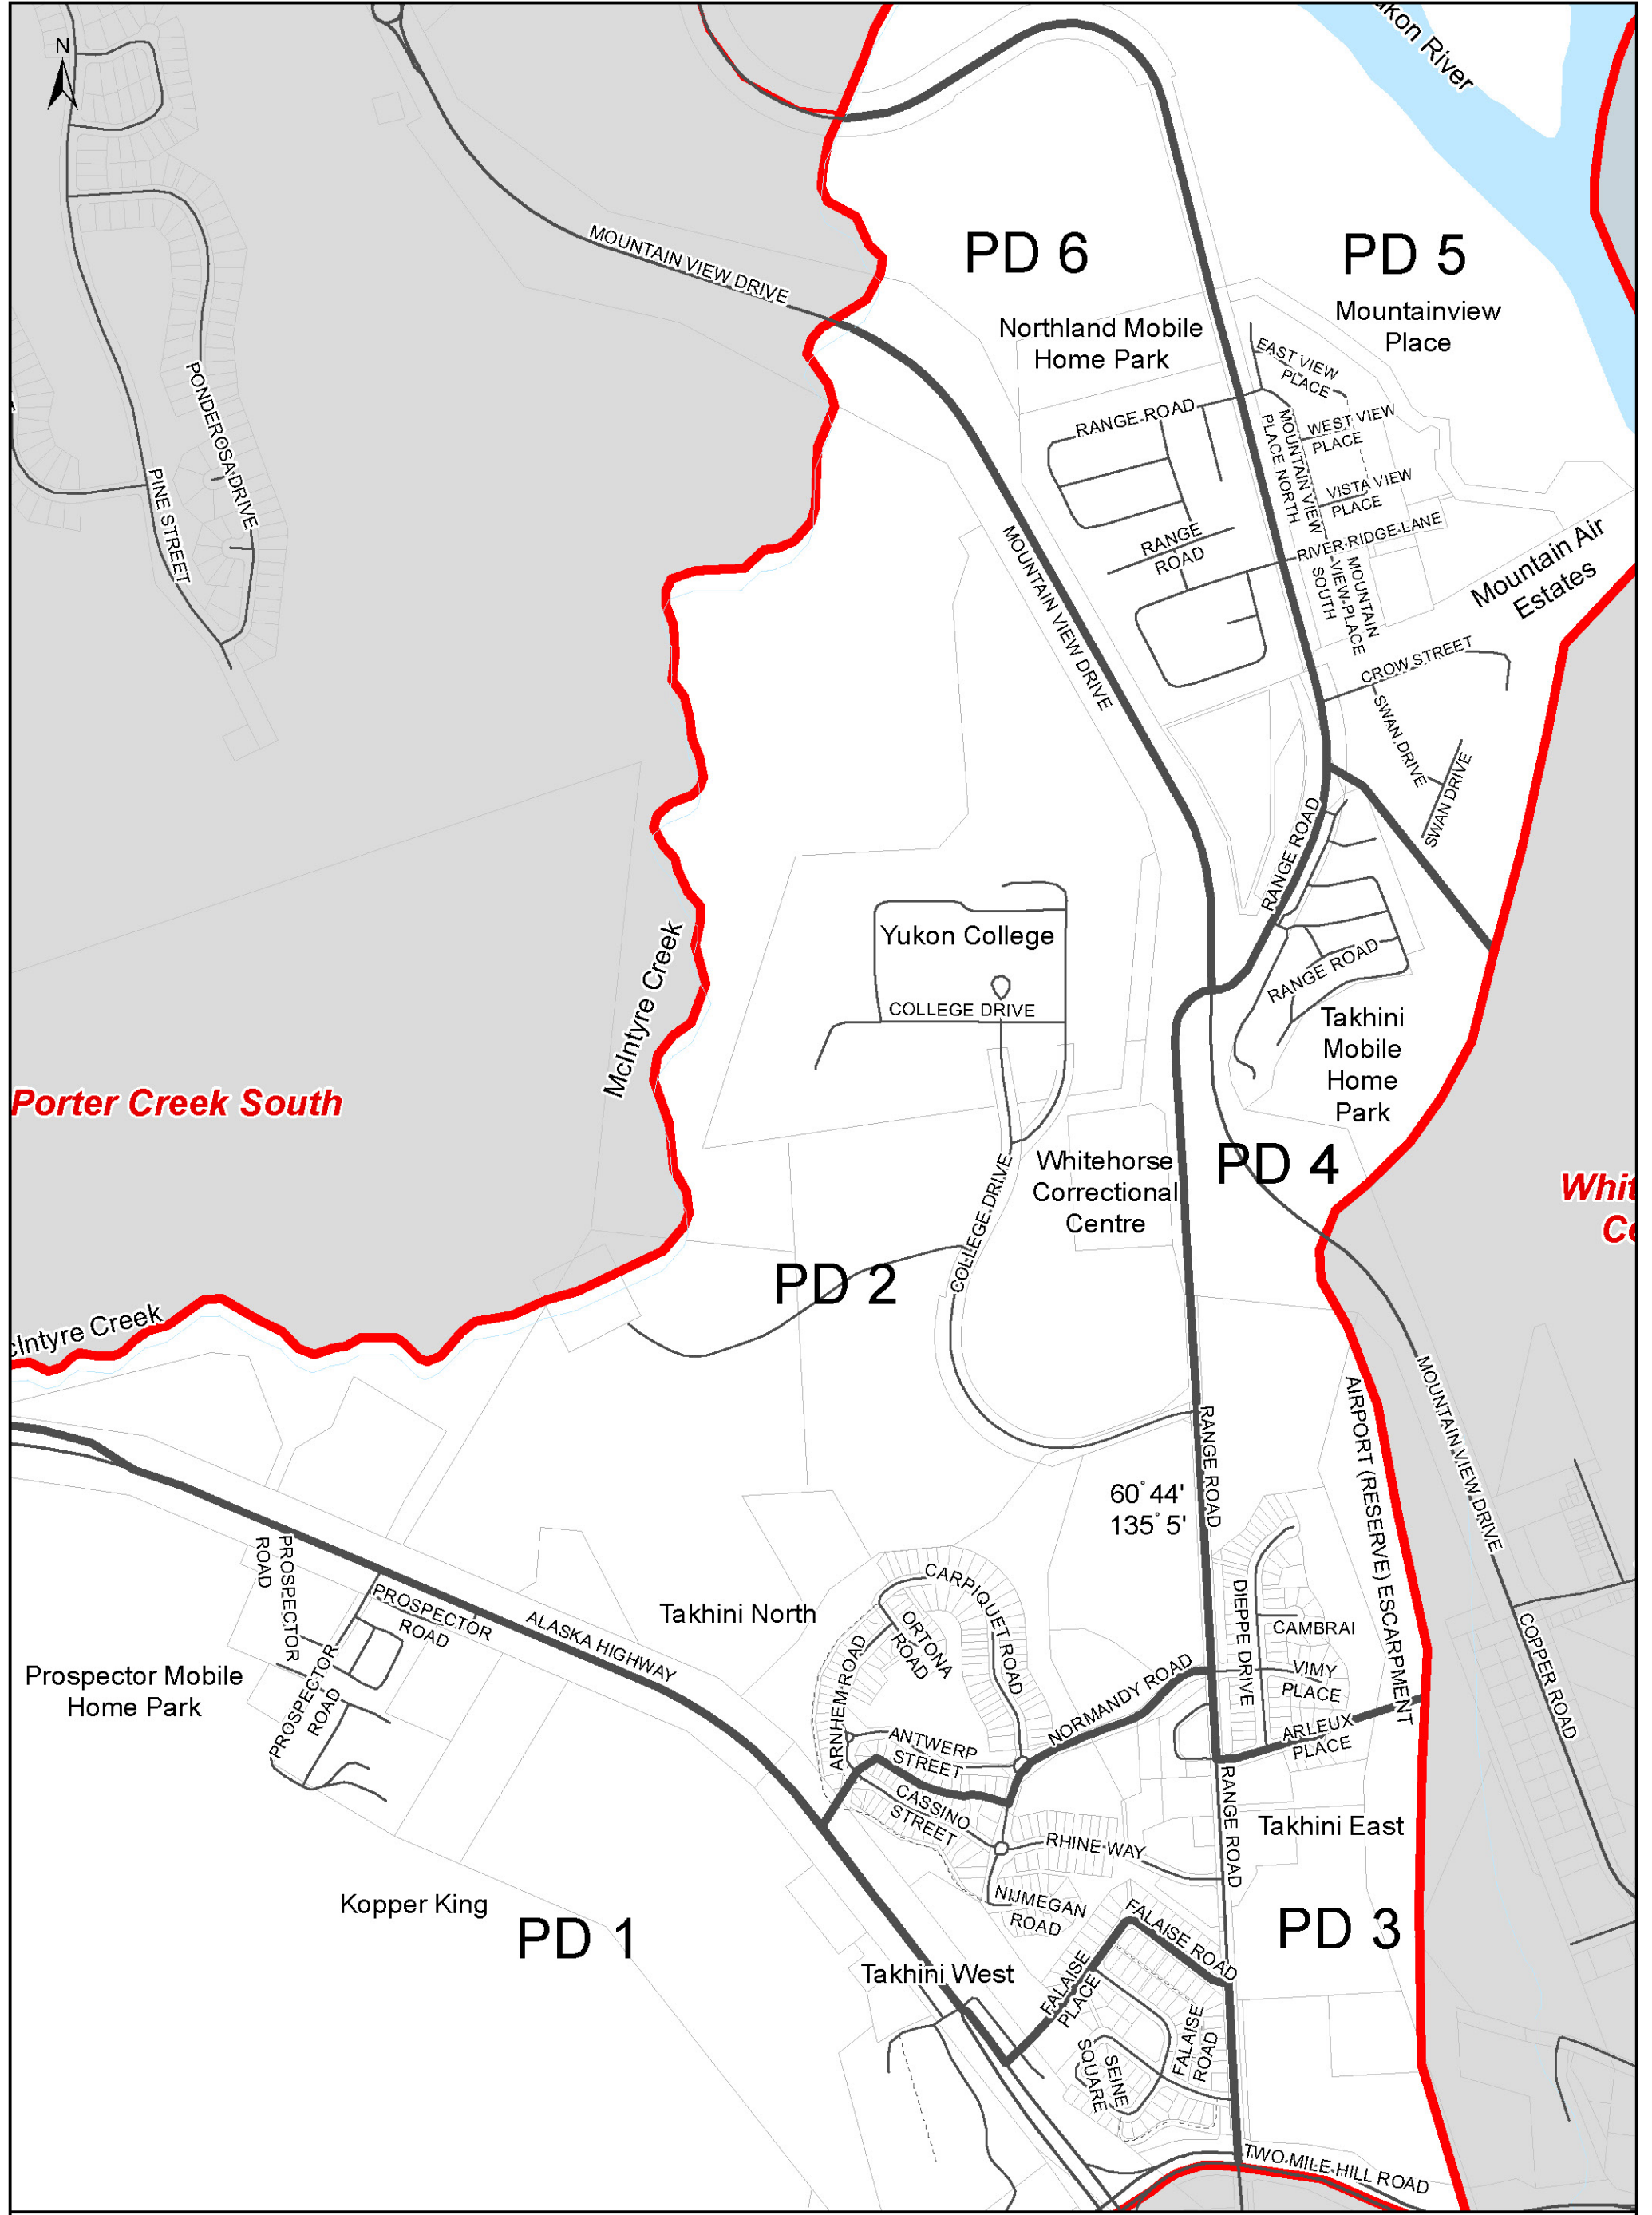 N
ukon River
MOUNTAIN VIEW DRIVE
PD 6
PD 5
Northland Mobile
Home Park
Mountainview
Place
EAST VIEW
PLACE
PONDEROSA DRIVE
PINE STREET
RANGE ROAD
MOUNTAIN VIEW
PLACE NORTH
WEST VIEW
PLACE
VISTA VIEW
PLACE
RANGE
ROAD
RIVER RIDGE LANE
MOUNTAIN
VIEW PLACE
SOUTH
Mountain Air
Estates
MOUNTAIN VIEW DRIVE
CROW STREET
SWAN DRIVE
SWAN DRIVE
RANGE ROAD
Yukon College
COLLEGE DRIVE
RANGE ROAD
McIntyre Creek
Takhini
Mobile
Home
Park
Porter Creek South
Whitehorse
Correctional
Centre
PD 4
Whit
Ce
COLLEGE DRIVE
PD 2
cIntyre Creek
RANGE ROAD
AIRPORT (RESERVE) ESCARPMENT
MOUNTAIN VIEW DRIVE
60°44'
135°5'
PROSPECTOR
ROAD
PROSPECTOR
ROAD
ALASKA HIGHWAY
Takhini North
CARPIQUET ROAD
ORTONA
ROAD
ARNHEM ROAD
DIEPPE DRIVE
CAMBRAI
VIMY
PLACE
COPPER ROAD
Prospector Mobile
Home Park
PROSPECTOR
ROAD
NORMANDY ROAD
ANTWERP
STREET
ARLEUX
PLACE
CASSINO
STREET
RANGE ROAD
Takhini East
RHINE WAY
Kopper King
PD 1
NIJMEGAN
ROAD
FALAISE ROAD
PD 3
Takhini West
FALAISE
PLACE
FALAISE
ROAD
SEINE
SQUARE
TWO MILE HILL ROAD